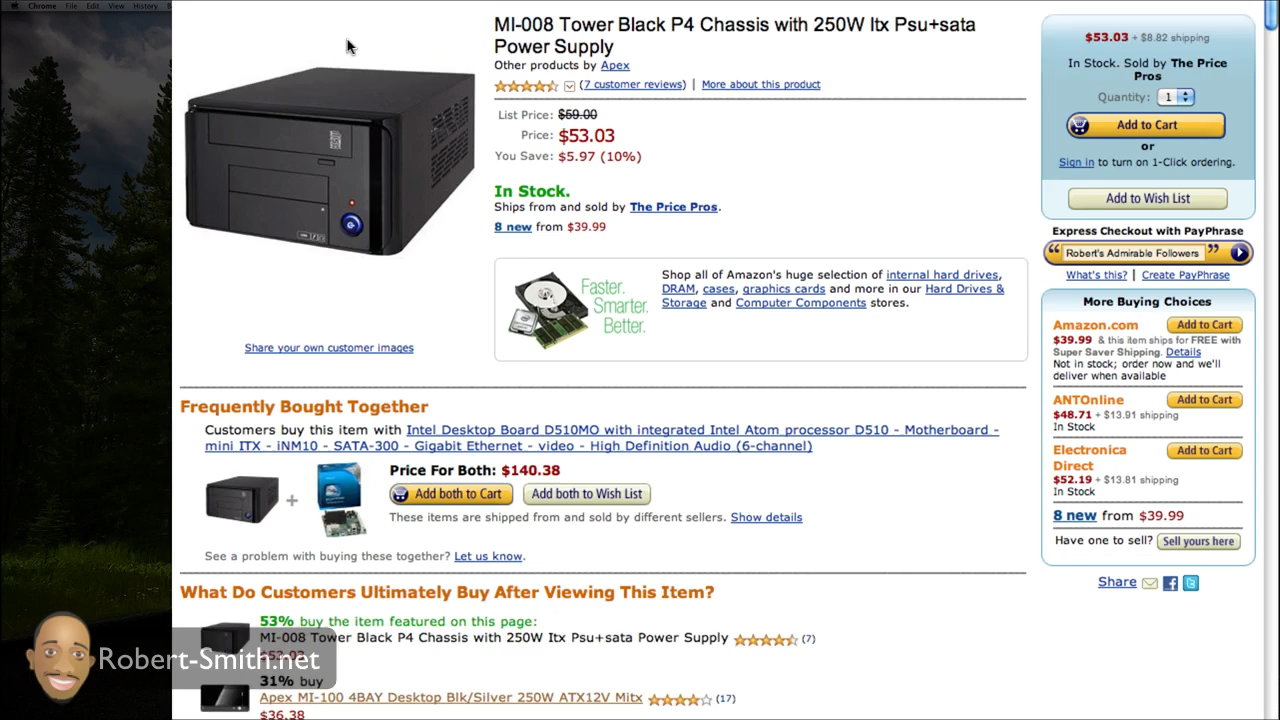 Chrome File Edit View History
MI-008 Tower Black P4 Chassis with 250W Itx Psu+sata
Power Supply
Other products by Apex
(7 customer reviews) | More about this product
List Price: $59.00
Price: $53.03
You Save: $5.97 (10%)
In Stock.
Ships from and sold by The Price Pros.
8 new from $39.99
Faster.
Smarter.
Better.
Shop all of Amazon's huge selection of internal hard drives,
DRAM, cases, graphics cards and more in our Hard Drives &
Storage and Computer Components stores.
Share your own customer images
$53.03 + $8.82 shipping
In Stock. Sold by The Price
Pros
Quantity: 1
Add to Cart
or
Sign in to turn on 1-Click ordering.
Add to Wish List
Express Checkout with PayPhrase
“ Robert's Admirable Followers ”
What's this? | Create PayPhrase
More Buying Choices
Amazon.com Add to Cart
$39.99 & this item ships for FREE with
Super Saver Shipping. Details
Not in stock; order now and we'll
deliver when available
ANTOnline Add to Cart
$48.71 + $13.91 shipping
In Stock
Electronica Add to Cart
Direct
$52.19 + $13.81 shipping
In Stock
8 new from $39.99
Have one to sell? Sell yours here
Share
Frequently Bought Together
Customers buy this item with Intel Desktop Board D510MO with integrated Intel Atom processor D510 - Motherboard -
mini ITX - iNM10 - SATA-300 - Gigabit Ethernet - video - High Definition Audio (6-channel)
+
Price For Both: $140.38
Add both to Cart Add both to Wish List
These items are shipped from and sold by different sellers. Show details
See a problem with buying these together? Let us know.
What Do Customers Ultimately Buy After Viewing This Item?
53% buy the item featured on this page:
MI-008 Tower Black P4 Chassis with 250W Itx Psu+sata Power Supply (7)
$53.03
31% buy
Apex MI-100 4BAY Desktop Blk/Silver 250W ATX12V Mitx (17)
$36.38
Robert-Smith.net